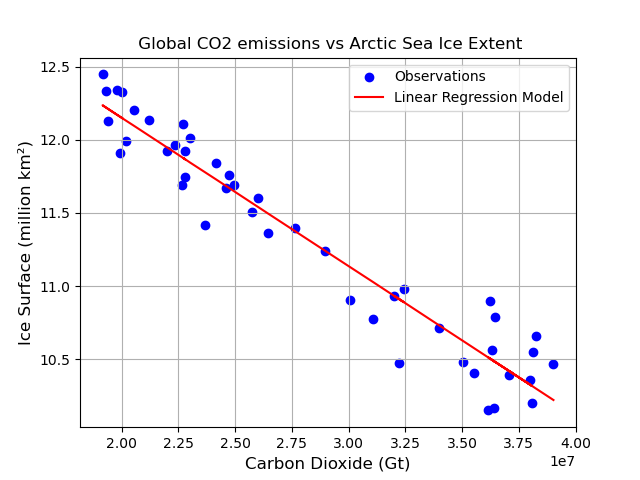 Global CO2 emissions vs Arctic Sea Ice Extent
Observations
Linear Regression Model
Ice Surface (million km²)
12.5
12.0
11.5
11.0
10.5
2.00 2.25 2.50 2.75 3.00 3.25 3.50 3.75 4.00
1e7
Carbon Dioxide (Gt)